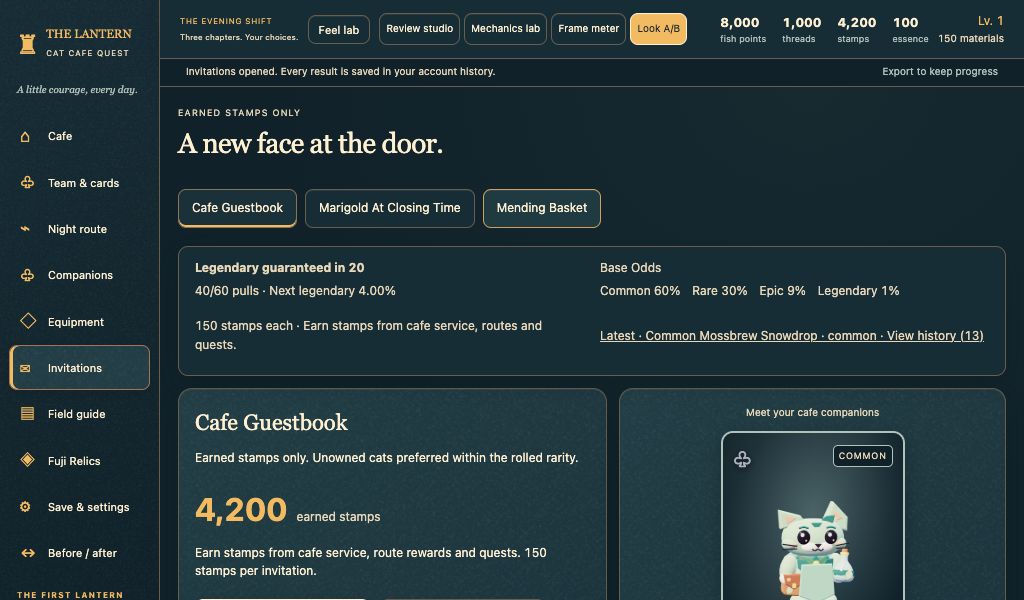 THE LANTERN
CAT CAFE QUEST
A little courage, every day.
Cafe
Team & cards
Night route
Companions
Equipment
Invitations
Field guide
Fuji Relics
Save & settings
Before / after
THE FIRST LANTERN
THE EVENING SHIFT
Three chapters. Your choices.
Feel lab
Review studio
Mechanics lab
Frame meter
Look A/B
8,000
fish points
1,000
threads
4,200
stamps
100
essence
Lv. 1
150 materials
Invitations opened. Every result is saved in your account history.
Export to keep progress
EARNED STAMPS ONLY
A new face at the door.
Cafe Guestbook
Marigold At Closing Time
Mending Basket
Legendary guaranteed in 20
40/60 pulls · Next legendary 4.00%
150 stamps each · Earn stamps from cafe service, routes and
quests.
Base Odds
Common 60% Rare 30% Epic 9% Legendary 1%
Latest · Common Mossbrew Snowdrop · common · View history (13)
Cafe Guestbook
Earned stamps only. Unowned cats preferred within the rolled rarity.
4,200 earned stamps
Earn stamps from cafe service, route rewards and quests. 150
stamps per invitation.
Meet your cafe companions
COMMON